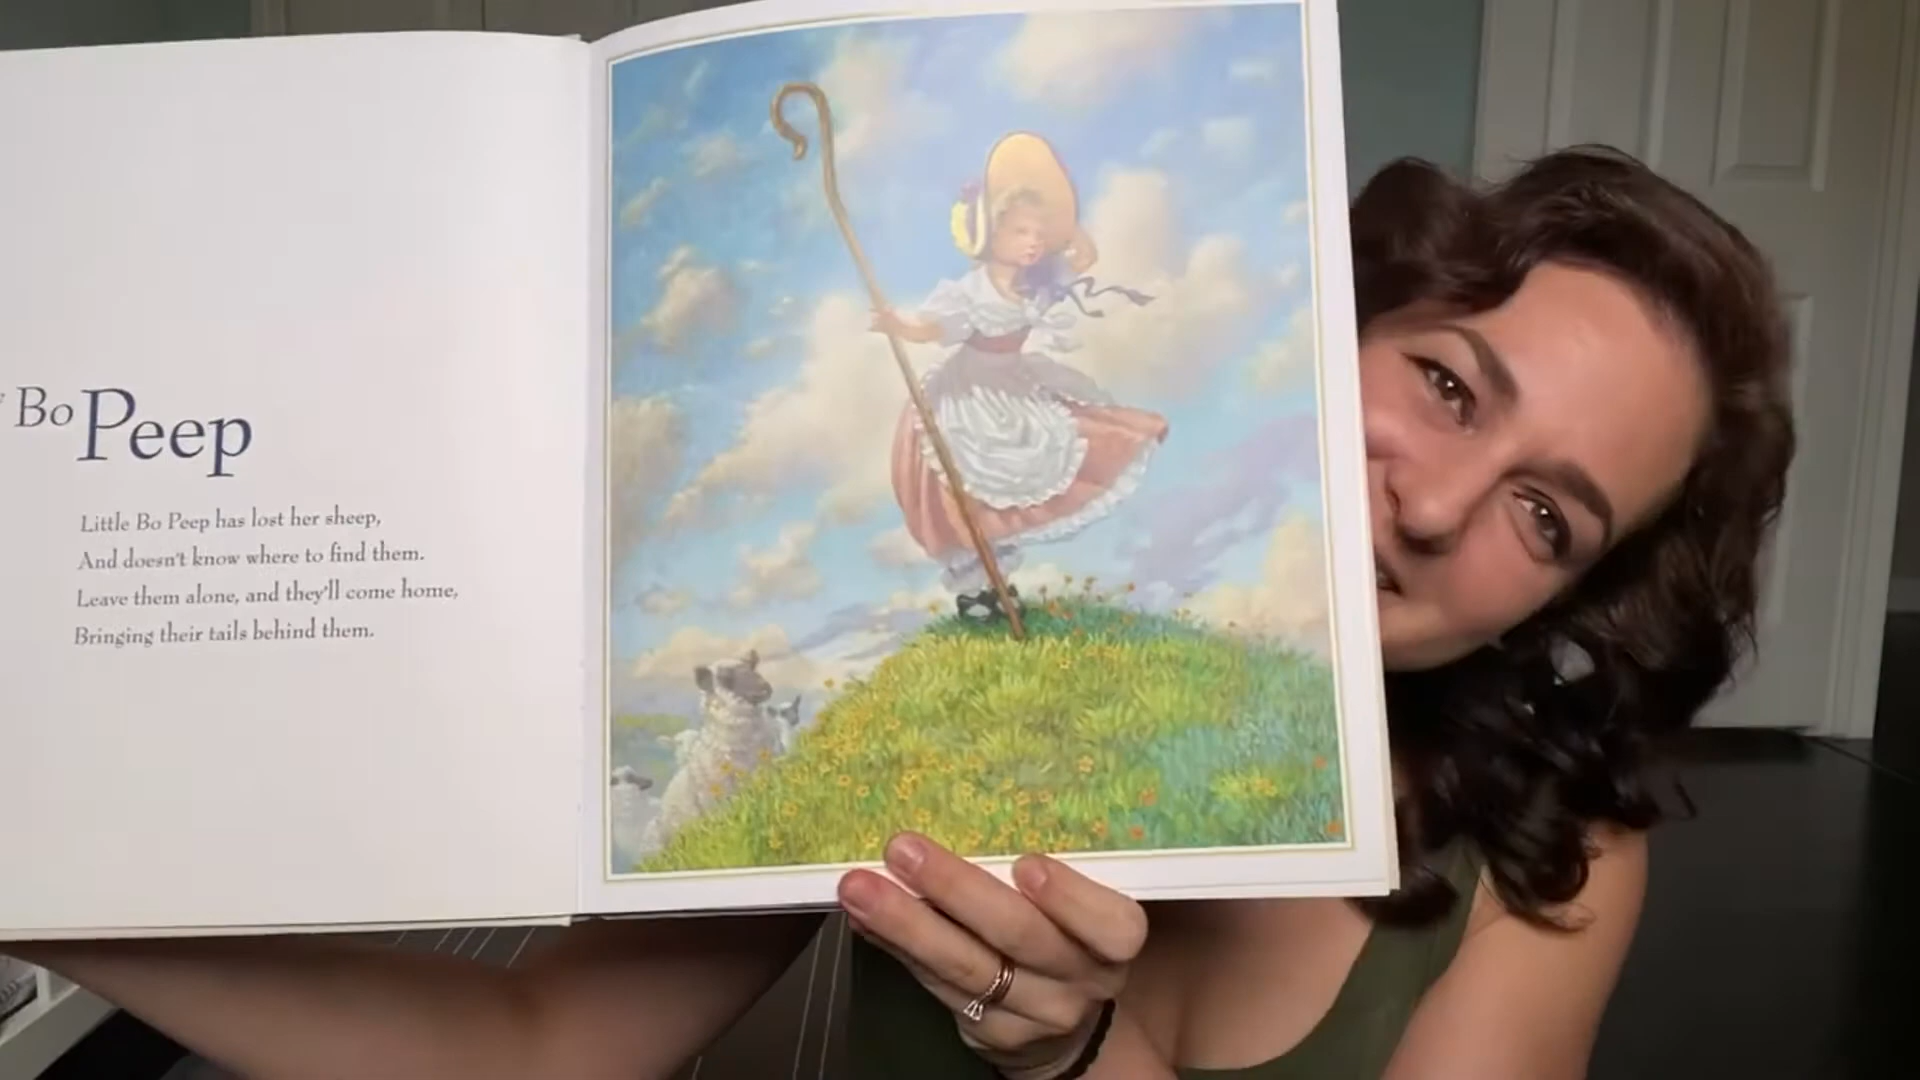 Bo Peep
Little Bo Peep has lost her sheep,
And doesn't know where to find them.
Leave them alone, and they'll come home,
Bringing their tails behind them.